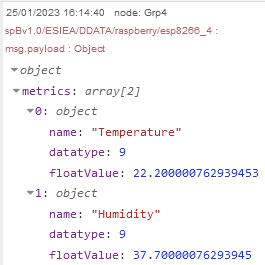 25/01/2023 16:14:40 node: Grp4
spBv1.0/ESIEA/DDATA/raspberry/esp8266_4 :
msg.payload : Object
object
metrics: array[2]
0: object
name: "Temperature"
datatype: 9
floatValue: 22.200000762939453
1: object
name: "Humidity"
datatype: 9
floatValue: 37.70000076293945